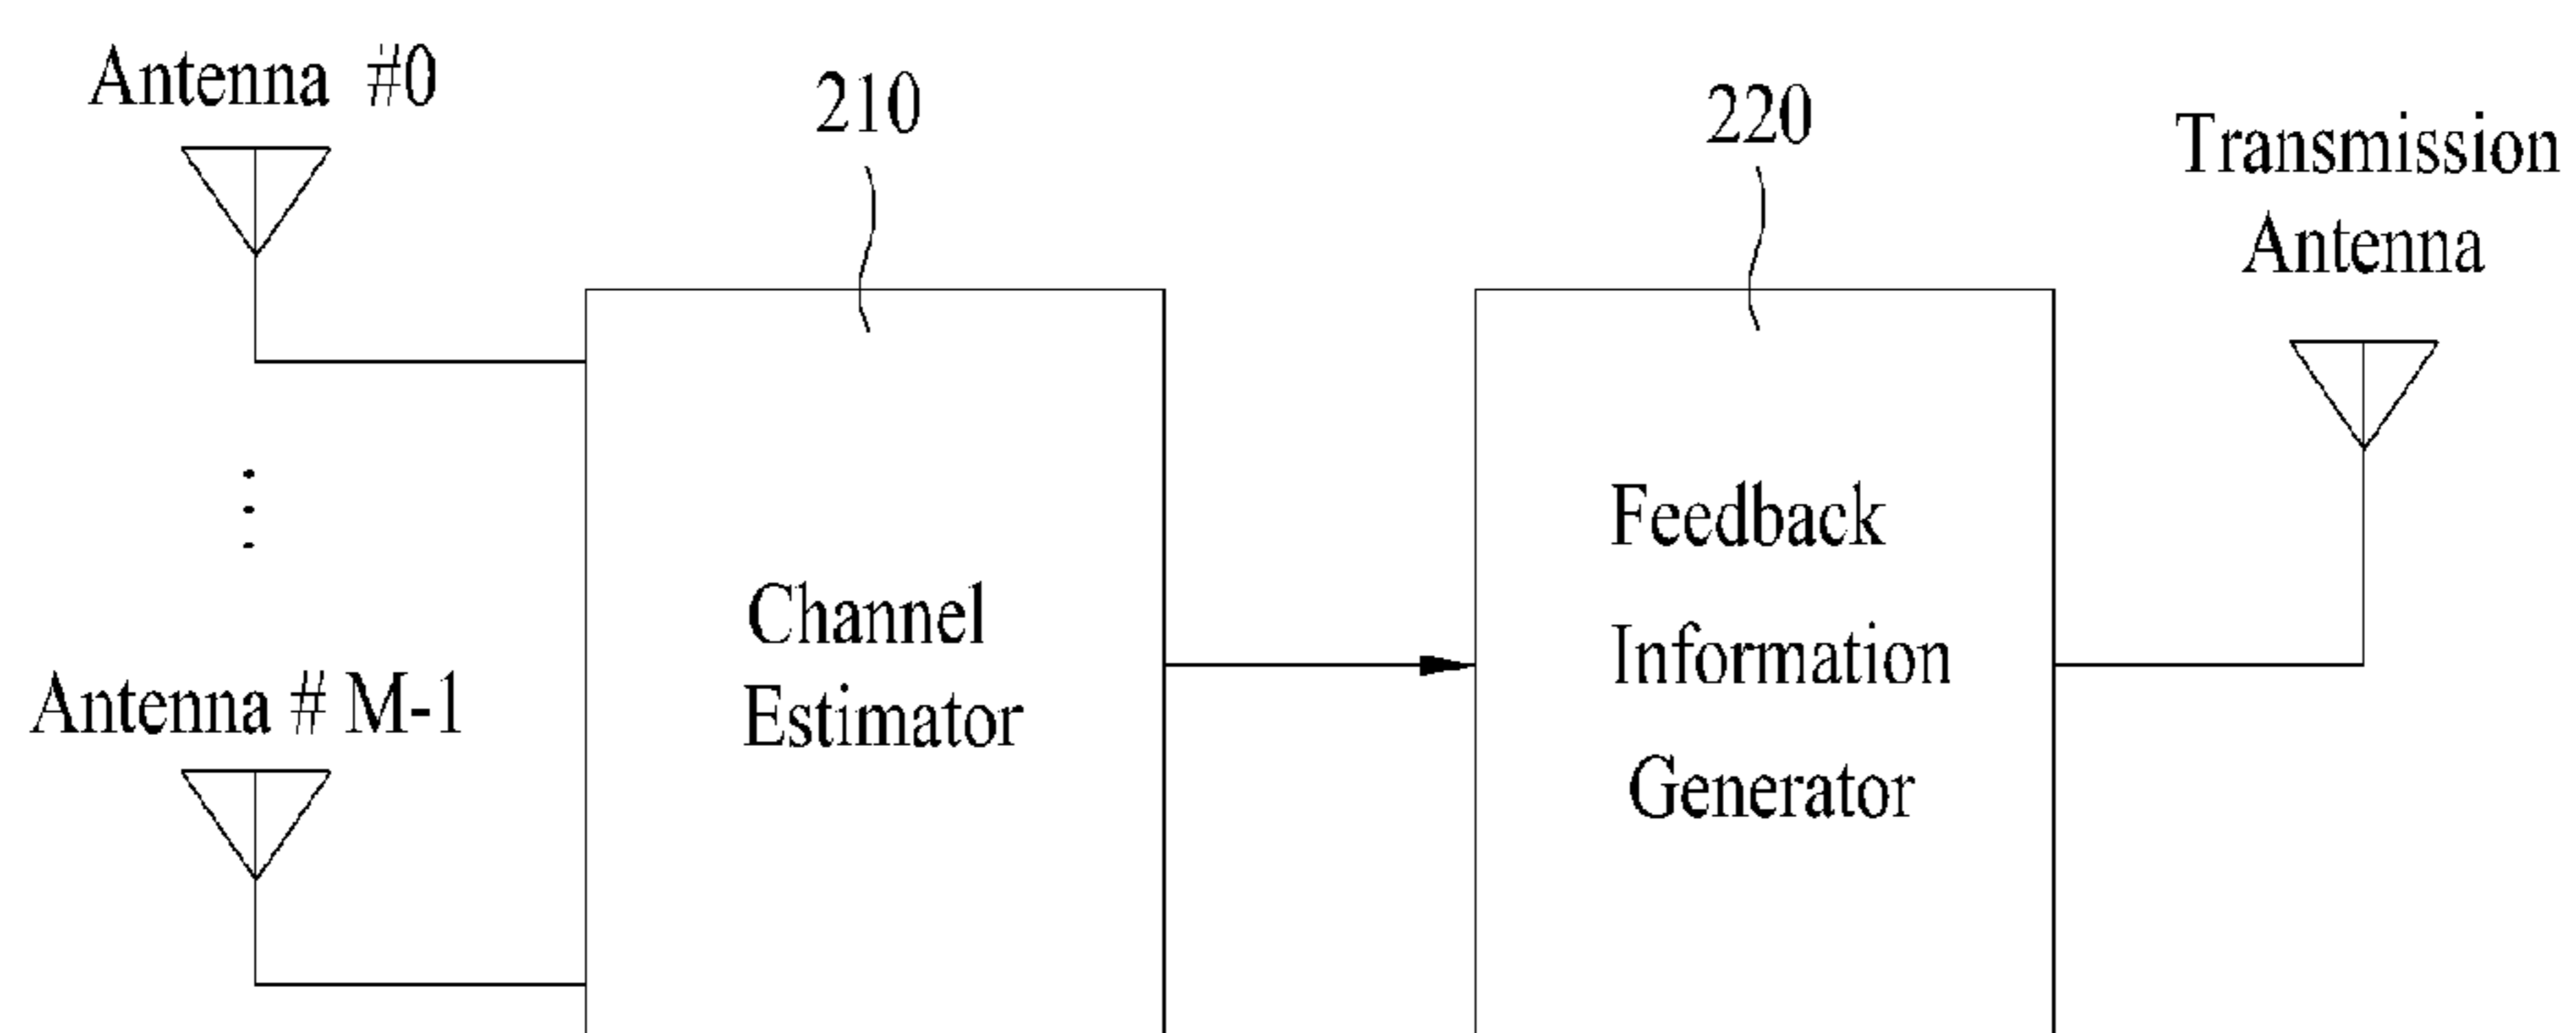 Antenna #0
210
220
Transmission
Antenna
Feedback
Information
Generator
Channel
Estimator
Antenna # M-1